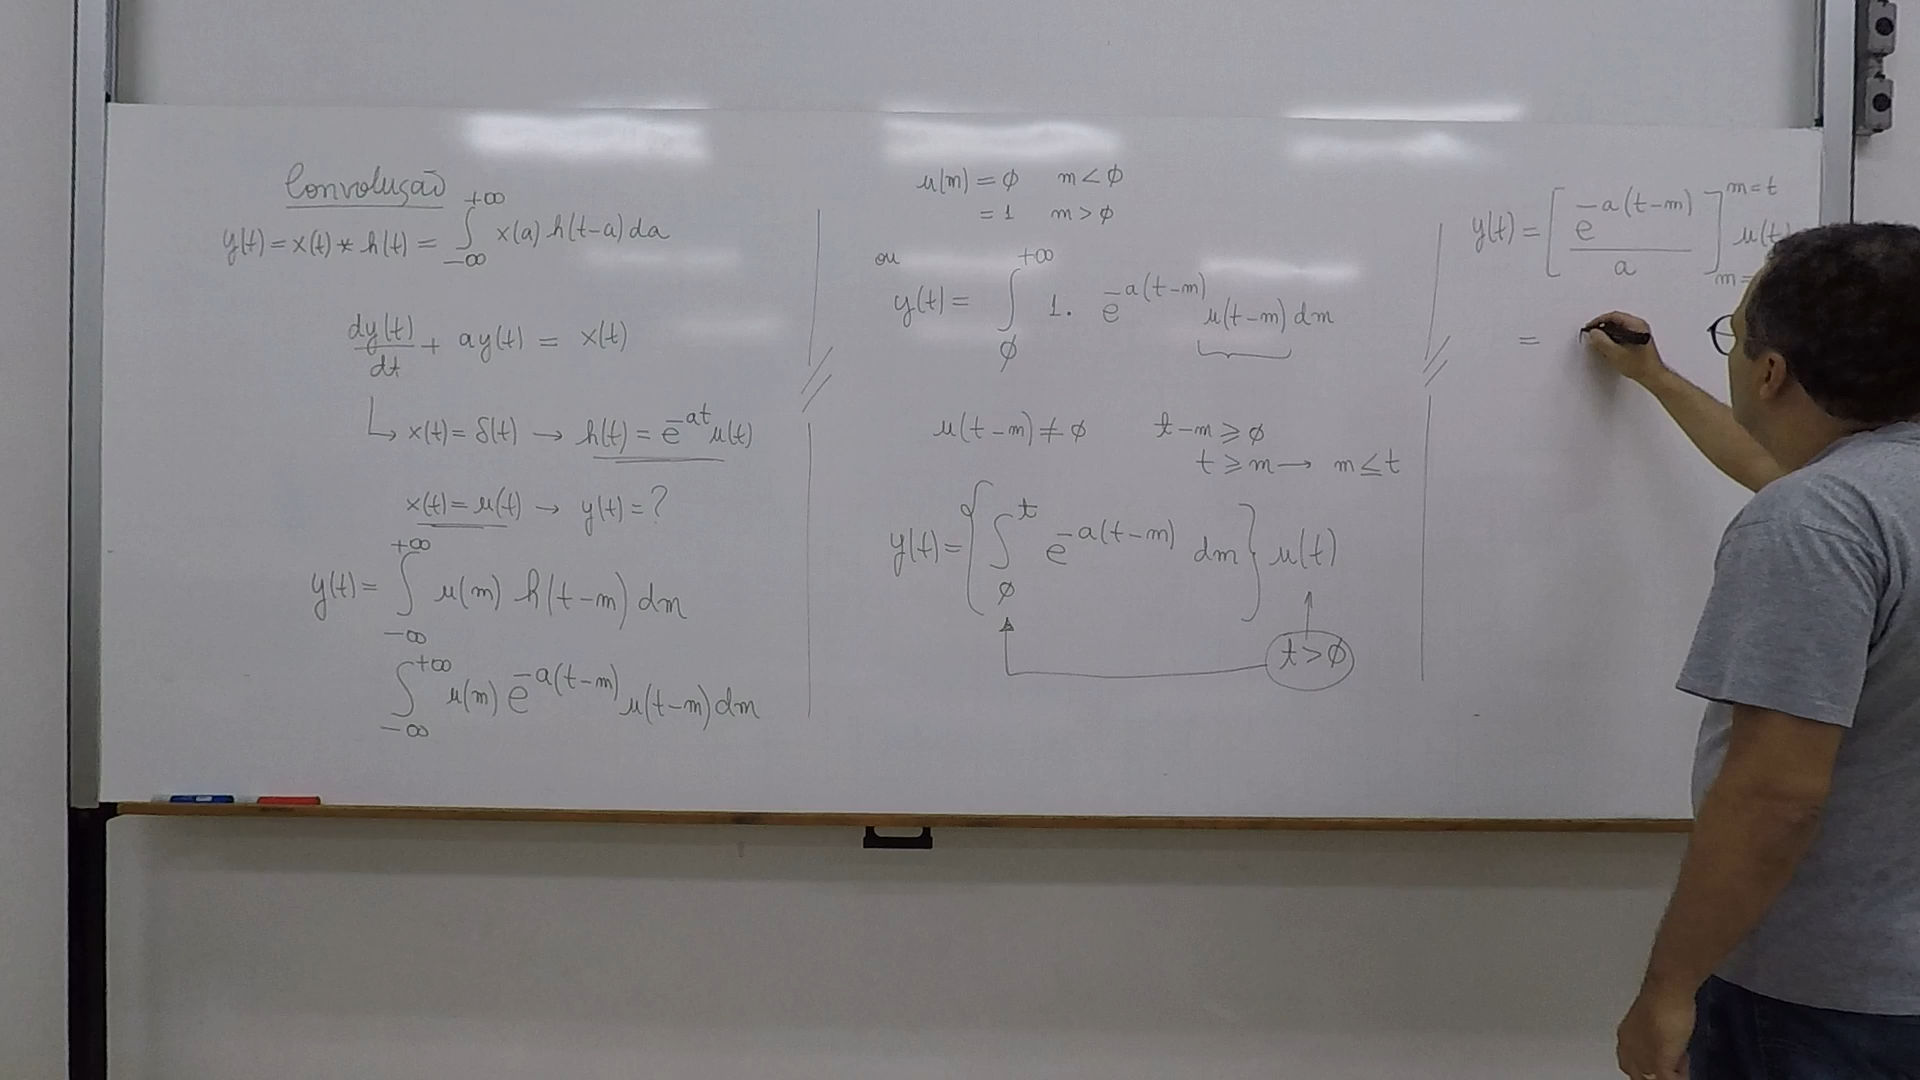 Convolução
y(t) = x(t) * h(t) = ∫_{-∞}^{+∞} x(a) h(t-a) da
dy(t)/dt + ay(t) = x(t)
↳ x(t) = δ(t) → h(t) = e^{-at} u(t)
x(t) = u(t) → y(t) = ?
y(t) = ∫_{-∞}^{+∞} u(m) h(t-m) dm
∫_{-∞}^{+∞} u(m) e^{-a(t-m)} u(t-m) dm
u(m) = ϕ m < ϕ
= 1 m > ϕ
ou
y(t) = ∫_{ϕ}^{+∞} 1. e^{-a(t-m)} u(t-m) dm
u(t-m) ≠ ϕ t-m ≥ ϕ
t ≥ m → m ≤ t
y(t) = { ∫_{ϕ}^{t} e^{-a(t-m)} dm } u(t)
t > ϕ
y(t) = [ e^{-a(t-m)} / a ]_{m=}^{m=t} u(t
=